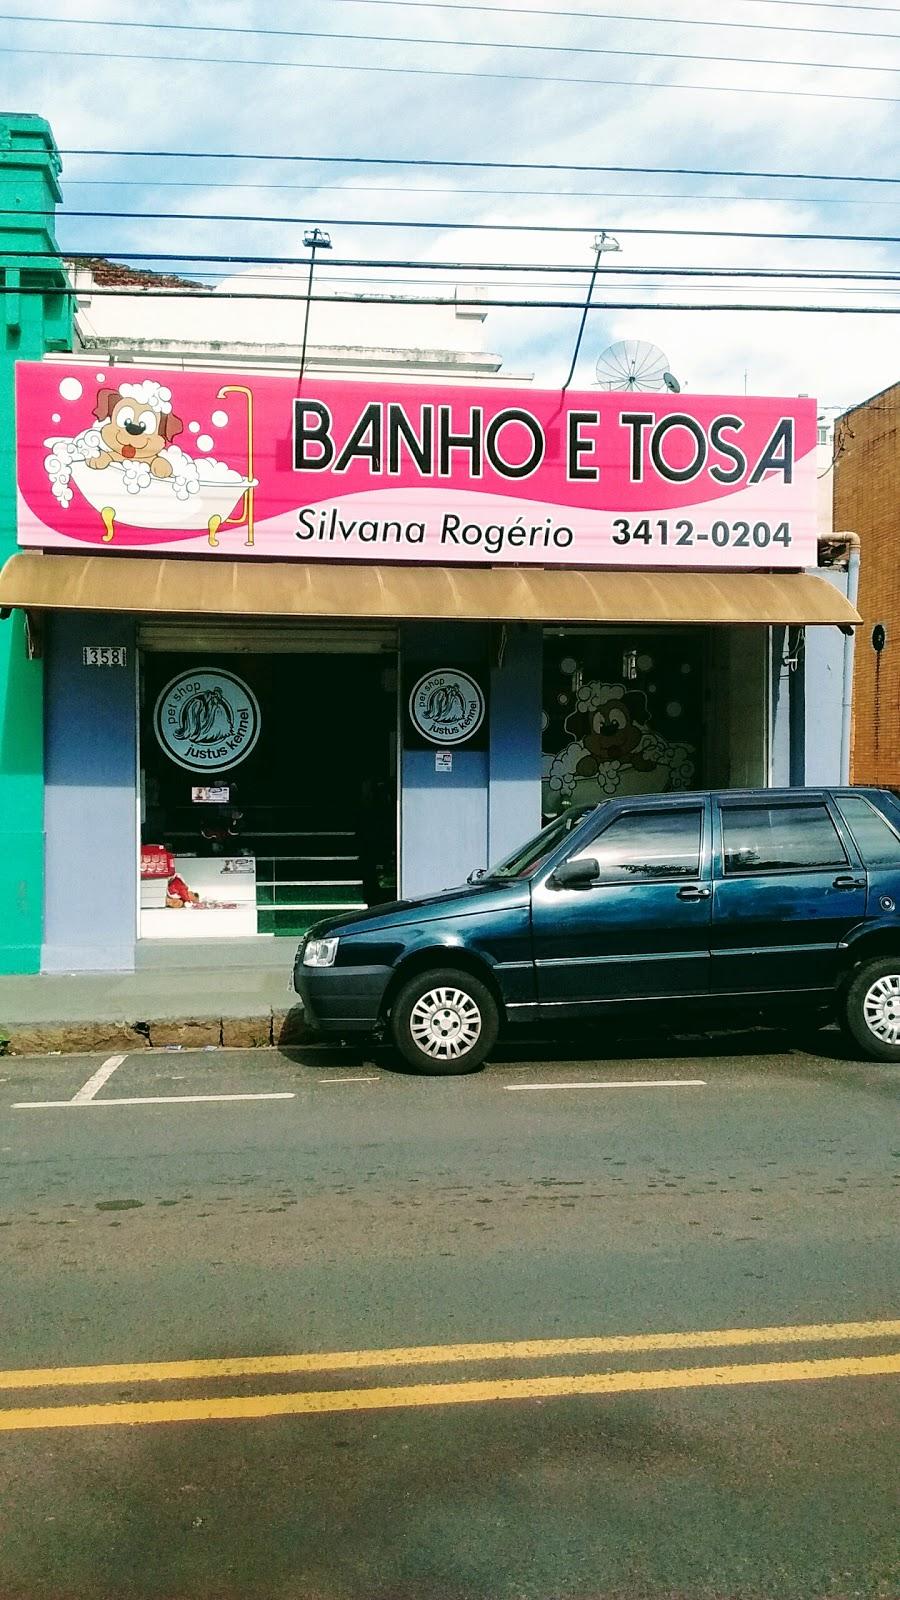 BANHO E TOSA
Silvana Rogério 3412-0204
358
pet shop
justus kennel
pet shop
justus kennel